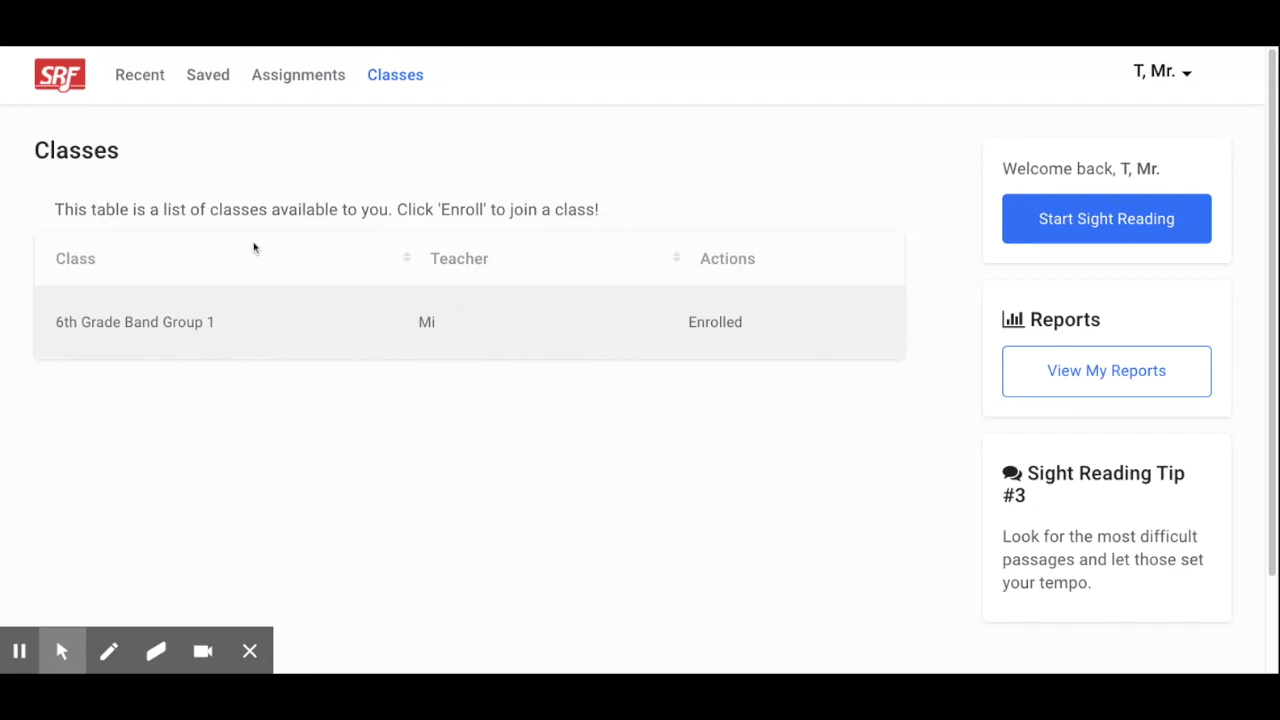 SRF
Recent
Saved
Assignments
Classes
T, Mr.
Classes
This table is a list of classes available to you. Click 'Enroll' to join a class!
Class
Teacher
Actions
6th Grade Band Group 1
Mi
Enrolled
Welcome back, T, Mr.
Start Sight Reading
Reports
View My Reports
Sight Reading Tip
#3
Look for the most difficult
passages and let those set
your tempo.